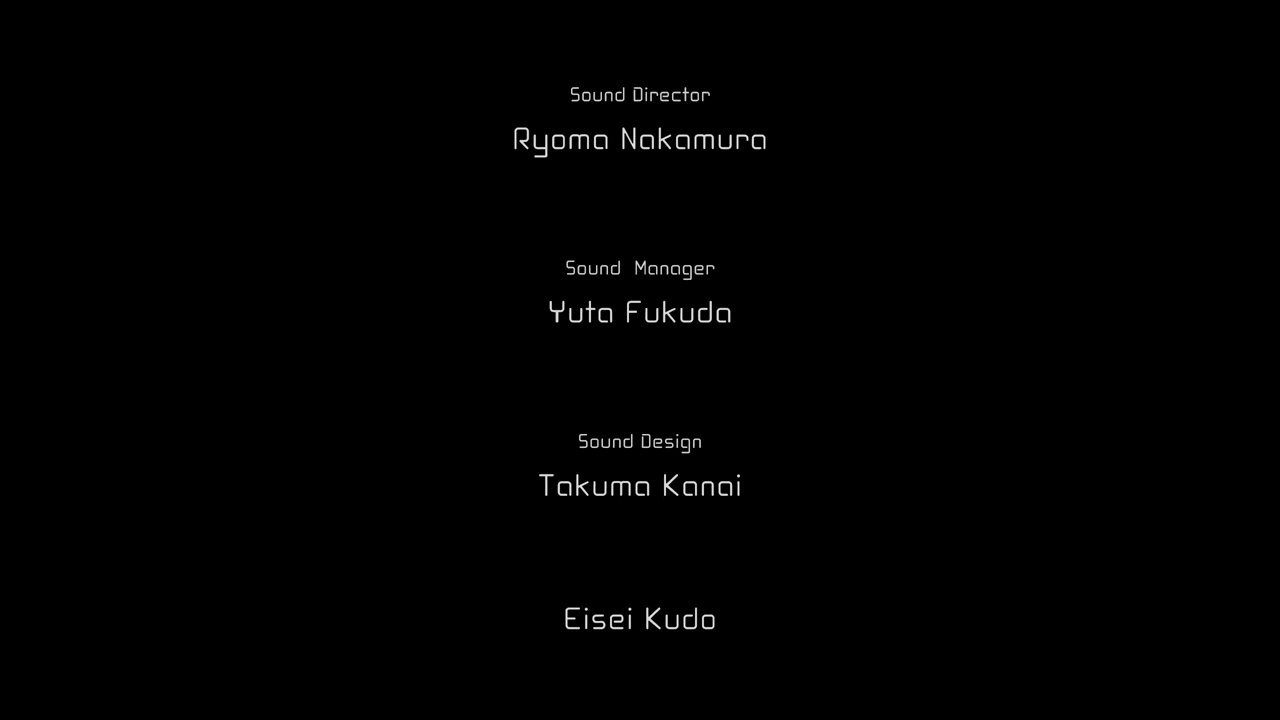 Sound Director
Ryoma Nakamura
Sound Manager
Yuta Fukuda
Sound Design
Takuma Kanai
Eisei Kudo